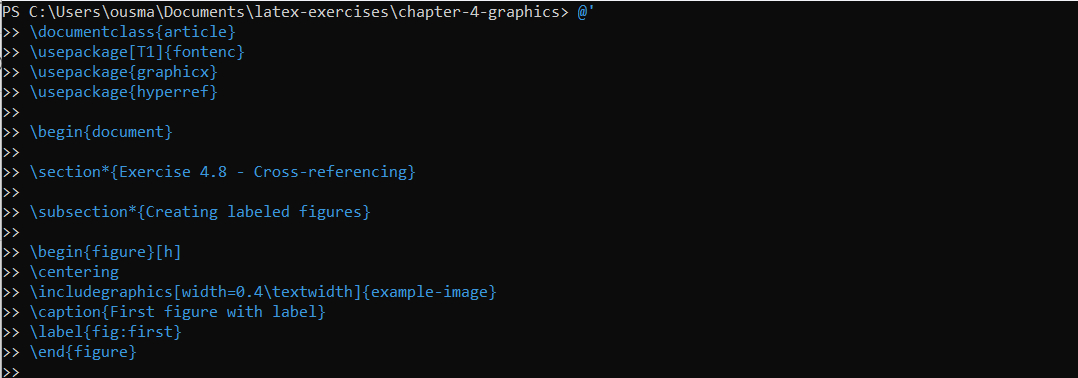 PS C:\Users\ousma\Documents\latex-exercises\chapter-4-graphics> @'
>> \documentclass{article}
>> \usepackage[T1]{fontenc}
>> \usepackage{graphicx}
>> \usepackage{hyperref}
>>
>> \begin{document}
>>
>> \section*{Exercise 4.8 - Cross-referencing}
>>
>> \subsection*{Creating labeled figures}
>>
>> \begin{figure}[h]
>> \centering
>> \includegraphics[width=0.4\textwidth]{example-image}
>> \caption{First figure with label}
>> \label{fig:first}
>> \end{figure}
>>